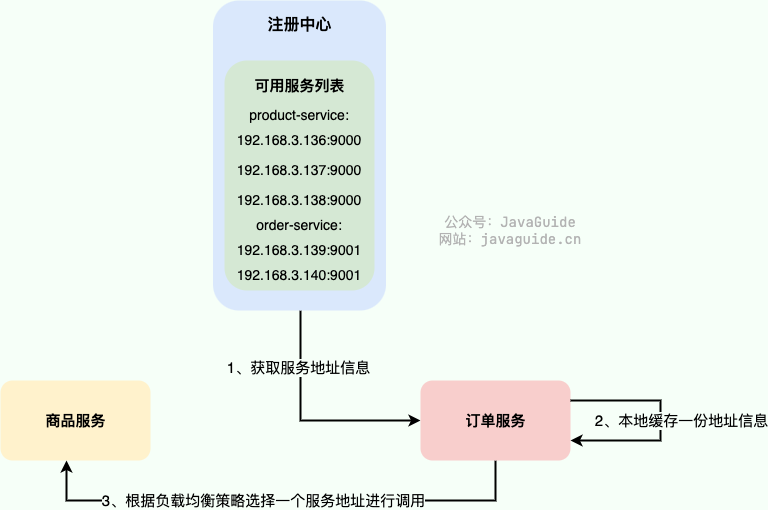 注册中心
可用服务列表
product-service：
192.168.3.136:9000
192.168.3.137:9000
192.168.3.138:9000
order-service：
192.168.3.139:9001
192.168.3.140:9001
公众号：JavaGuide
网站：javaguide.cn
1、获取服务地址信息
商品服务
订单服务
2、本地缓存一份地址信息
3、根据负载均衡策略选择一个服务地址进行调用